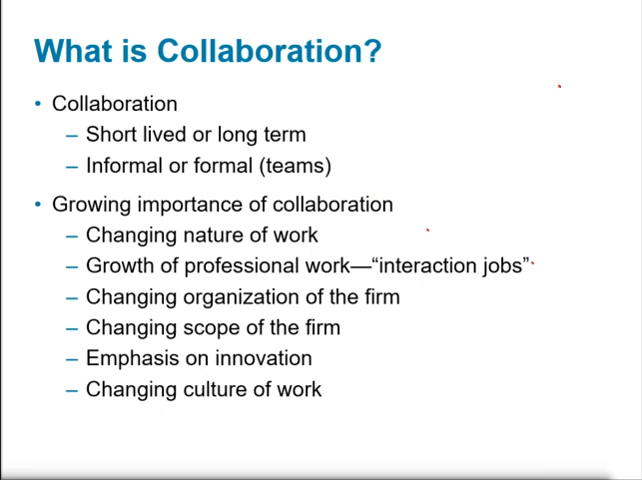 What is Collaboration?
• Collaboration
– Short lived or long term
– Informal or formal (teams)
• Growing importance of collaboration
– Changing nature of work
– Growth of professional work—“interaction jobs”
– Changing organization of the firm
– Changing scope of the firm
– Emphasis on innovation
– Changing culture of work